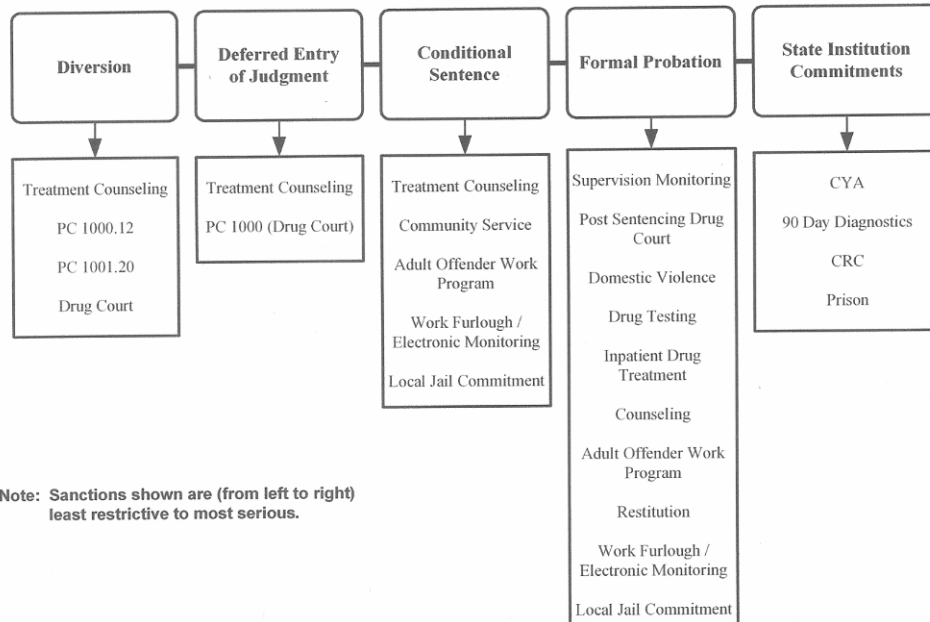 Diversion
Deferred Entry
of Judgment
Conditional
Sentence
Formal Probation
State Institution
Commitments
Treatment Counseling
PC 1000.12
PC 1001.20
Drug Court
Treatment Counseling
PC 1000 (Drug Court)
Treatment Counseling
Community Service
Adult Offender Work
Program
Work Furlough /
Electronic Monitoring
Local Jail Commitment
Supervision Monitoring
Post Sentencing Drug
Court
Domestic Violence
Drug Testing
Inpatient Drug
Treatment
Counseling
Adult Offender Work
Program
Restitution
Work Furlough /
Electronic Monitoring
Local Jail Commitment
CYA
90 Day Diagnostics
CRC
Prison
Note: Sanctions shown are (from left to right)
least restrictive to most serious.